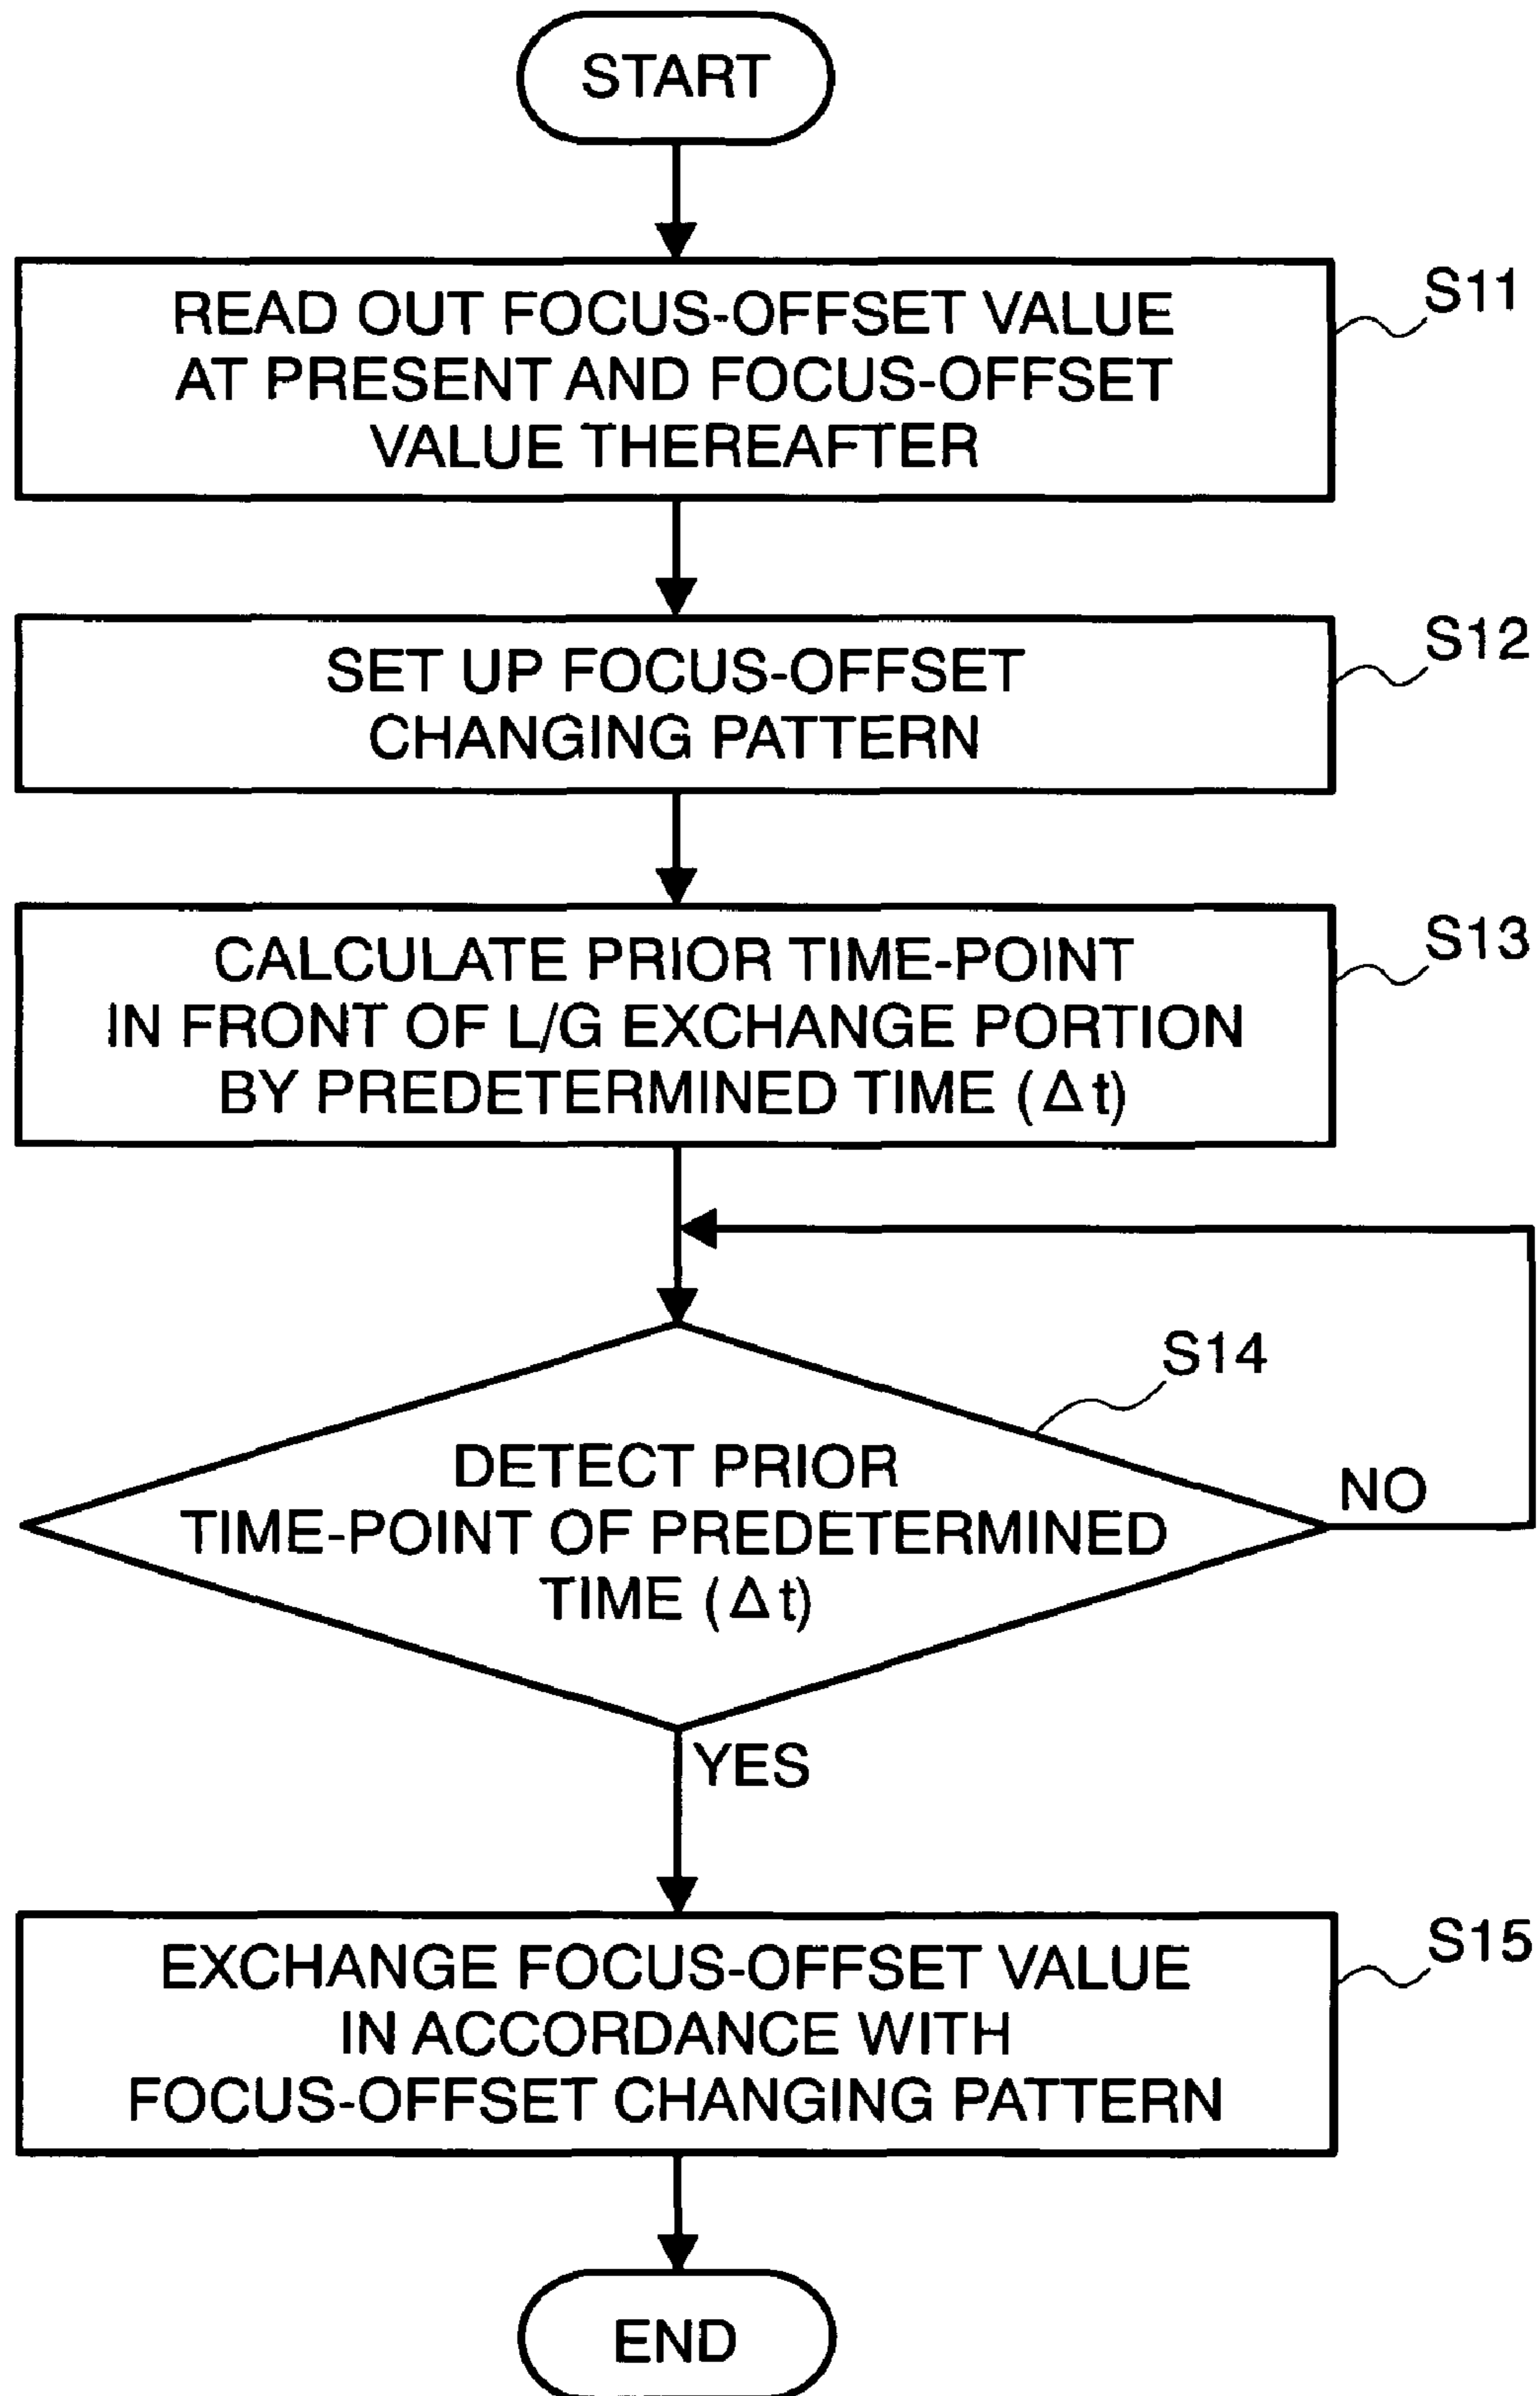 START
READ OUT FOCUS-OFFSET VALUE
AT PRESENT AND FOCUS-OFFSET
VALUE THEREAFTER
S11
SET UP FOCUS-OFFSET
CHANGING PATTERN
S12
CALCULATE PRIOR TIME-POINT
IN FRONT OF L/G EXCHANGE PORTION
BY PREDETERMINED TIME (Δt)
S13
DETECT PRIOR
TIME-POINT OF PREDETERMINED
TIME (Δt)
S14
NO
YES
EXCHANGE FOCUS-OFFSET VALUE
IN ACCORDANCE WITH
FOCUS-OFFSET CHANGING PATTERN
S15
END